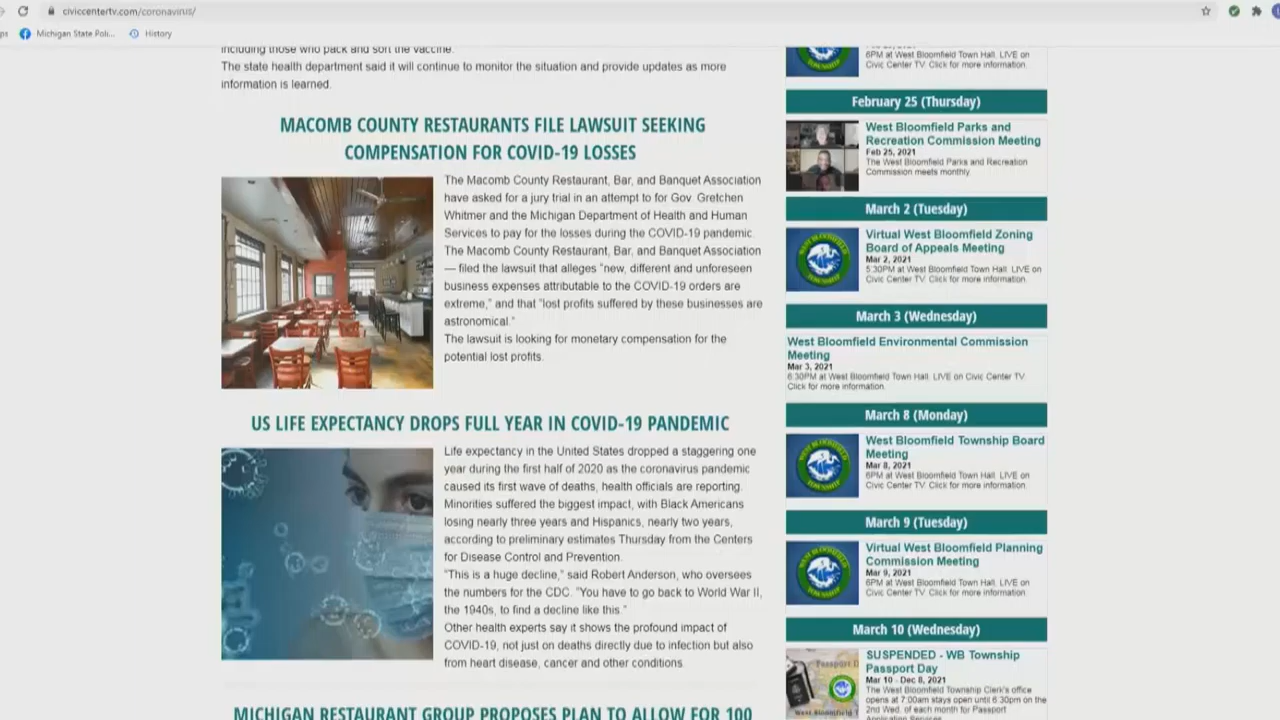 civiccentertv.com/coronavirus/
ps
Michigan State Poli...
History
including those who pack and sort the vaccine.
The state health department said it will continue to monitor the situation and provide updates as more
information is learned.
MACOMB COUNTY RESTAURANTS FILE LAWSUIT SEEKING
COMPENSATION FOR COVID-19 LOSSES
The Macomb County Restaurant, Bar, and Banquet Association
have asked for a jury trial in an attempt to for Gov. Gretchen
Whitmer and the Michigan Department of Health and Human
Services to pay for the losses during the COVID-19 pandemic.
The Macomb County Restaurant, Bar, and Banquet Association
— filed the lawsuit that alleges "new, different and unforeseen
business expenses attributable to the COVID-19 orders are
extreme," and that "lost profits suffered by these businesses are
astronomical."
The lawsuit is looking for monetary compensation for the
potential lost profits.
US LIFE EXPECTANCY DROPS FULL YEAR IN COVID-19 PANDEMIC
Life expectancy in the United States dropped a staggering one
year during the first half of 2020 as the coronavirus pandemic
caused its first wave of deaths, health officials are reporting.
Minorities suffered the biggest impact, with Black Americans
losing nearly three years and Hispanics, nearly two years,
according to preliminary estimates Thursday from the Centers
for Disease Control and Prevention.
"This is a huge decline," said Robert Anderson, who oversees
the numbers for the CDC. "You have to go back to World War II,
the 1940s, to find a decline like this."
Other health experts say it shows the profound impact of
COVID-19, not just on deaths directly due to infection but also
from heart disease, cancer and other conditions.
MICHIGAN RESTAURANT GROUP PROPOSES PLAN TO ALLOW FOR 100
6PM at West Bloomfield Town Hall. LIVE on
Civic Center TV. Click for more information.
February 25 (Thursday)
West Bloomfield Parks and
Recreation Commission Meeting
Feb 25, 2021
The West Bloomfield Parks and Recreation
Commission meets monthly.
March 2 (Tuesday)
WEST BLOOMFIELD
TOWNSHIP
Virtual West Bloomfield Zoning
Board of Appeals Meeting
Mar 2, 2021
5:30PM at West Bloomfield Town Hall. LIVE on
Civic Center TV. Click for more information.
March 3 (Wednesday)
West Bloomfield Environmental Commission
Meeting
Mar 3, 2021
6:30PM at West Bloomfield Town Hall. LIVE on Civic Center TV.
Click for more information.
March 8 (Monday)
WEST BLOOMFIELD
TOWNSHIP
West Bloomfield Township Board
Meeting
Mar 8, 2021
6PM at West Bloomfield Town Hall. LIVE on
Civic Center TV. Click for more information.
March 9 (Tuesday)
WEST BLOOMFIELD
TOWNSHIP
Virtual West Bloomfield Planning
Commission Meeting
Mar 9, 2021
6PM at West Bloomfield Town Hall. LIVE on
Civic Center TV. Click for more information.
March 10 (Wednesday)
Passport D
West Bloomfield T
SUSPENDED - WB Township
Passport Day
Mar 10 - Dec 8, 2021
The West Bloomfield Township Clerk's office
opens at 7:00am stays open until 6:30pm on the
2nd Wed. of each month for Passport
Application Services.